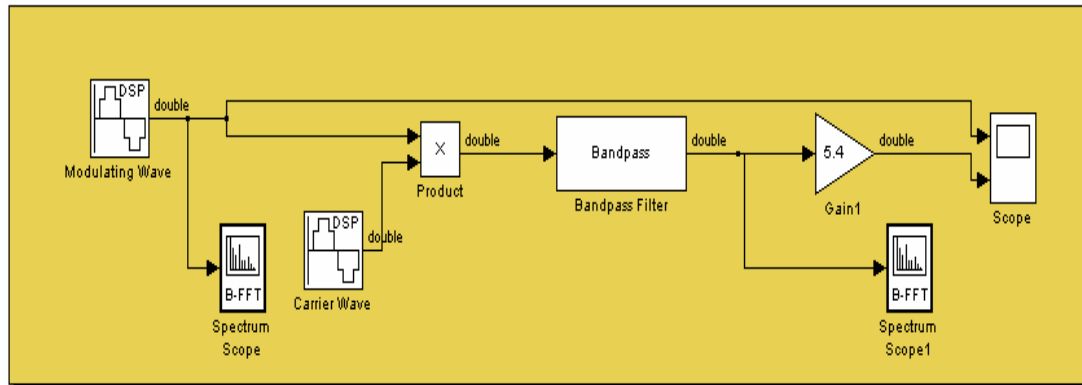 DSP
double
Modulating Wave
B-FFT
Spectrum
Scope
DSP
double
Carrier Wave
X
double
Product
Bandpass
double
Bandpass Filter
5.4
double
Gain1
B-FFT
Spectrum
Scope1
Scope